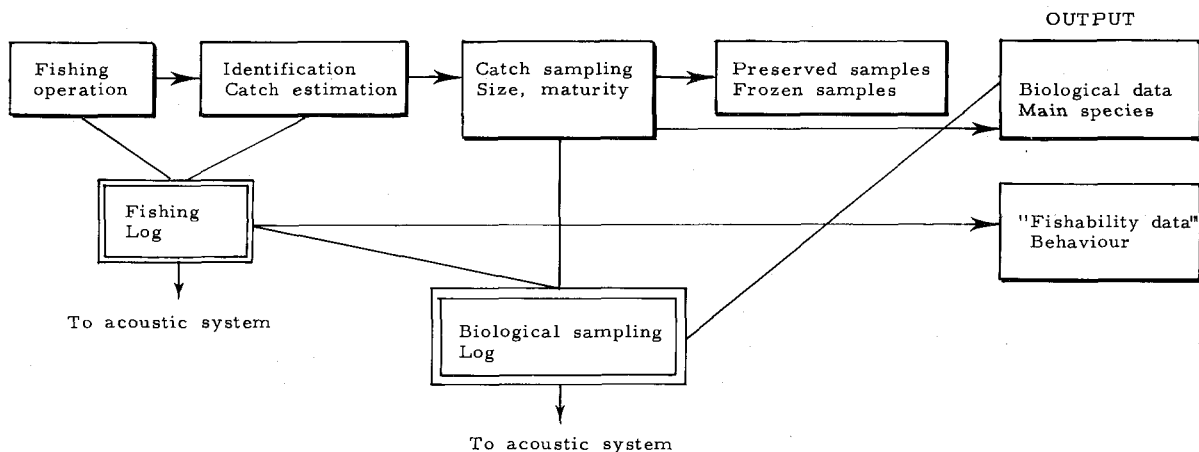 OUTPUT
Fishing
operation
Identification
Catch estimation
Catch sampling
Size, maturity
Preserved samples
Frozen samples
Biological data
Main species
Fishing
Log
"Fishability data"
Behaviour
To acoustic system
Biological sampling
Log
To acoustic system